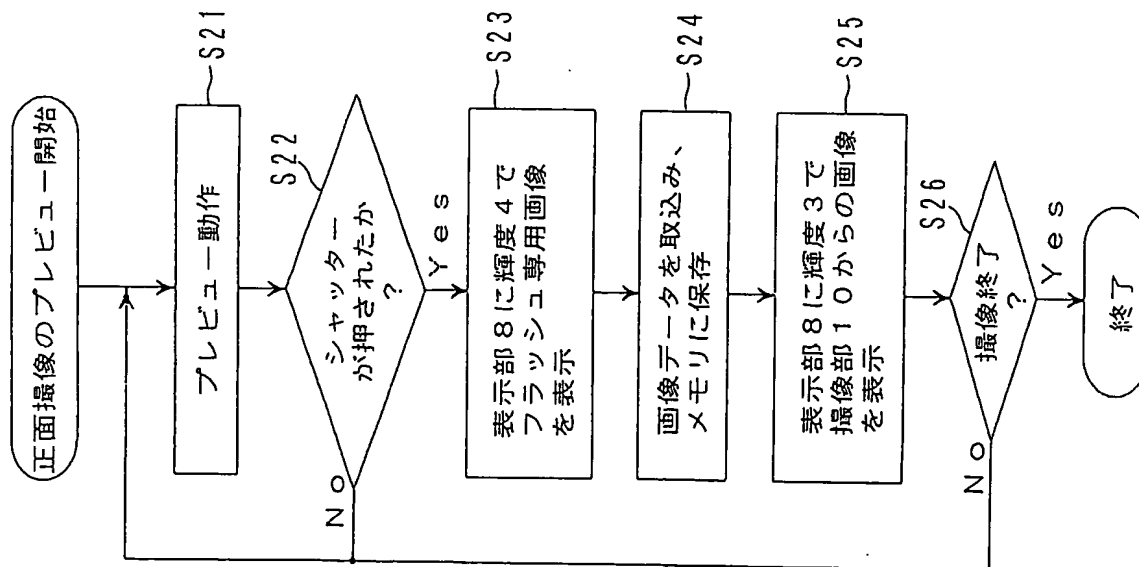 正面撮像のプレビュー開始
プレビュー動作
S21
シャッター
が押されたか
?
S22
No
Yes
表示部8に輝度4で
フラッシュ専用画像
を表示
S23
画像データを取込み、
メモリに保存
S24
表示部8に輝度3で
撮像部10からの画像
を表示
S25
撮像終了
?
S26
No
Yes
終了